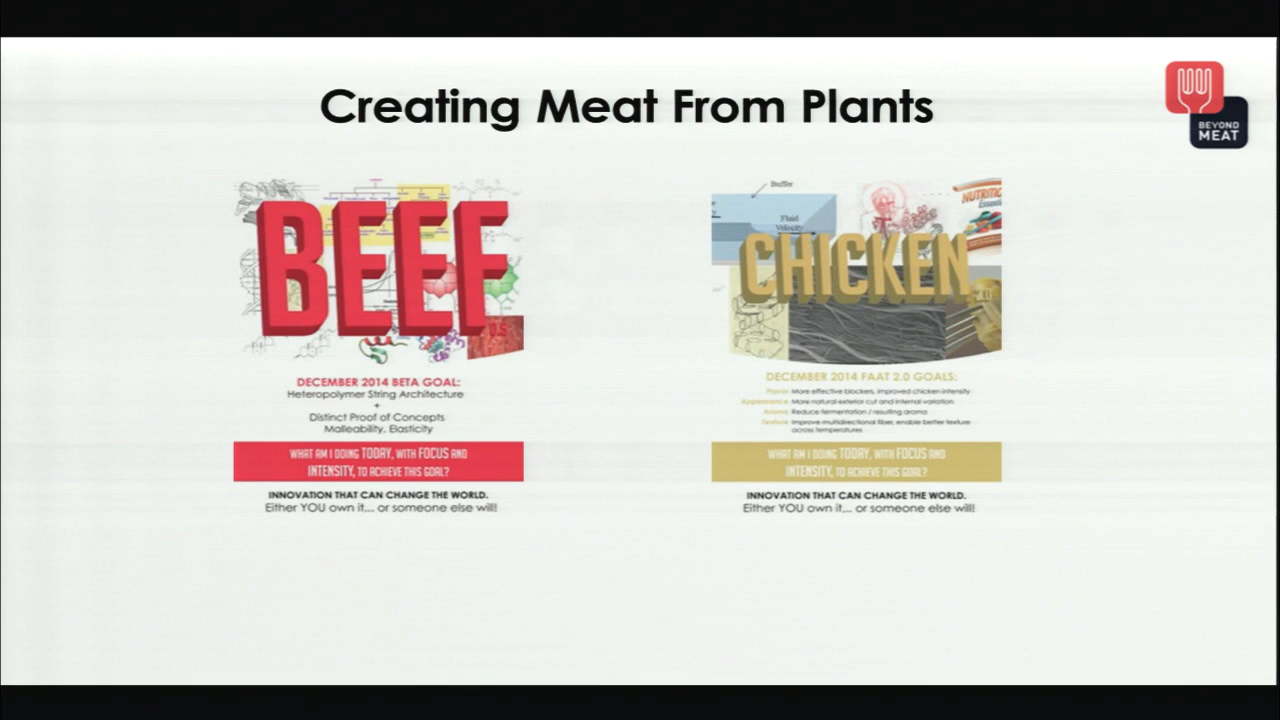 Creating Meat From Plants
BEYOND
MEAT
BEEF
U.S
DECEMBER 2014 BETA GOAL:
Heteropolymer String Architecture
+
Distinct Proof of Concepts
Malleability, Elasticity
WHAT AM I DOING TODAY, WITH FOCUS AND
INTENSITY, TO ACHIEVE THIS GOAL?
INNOVATION THAT CAN CHANGE THE WORLD.
Either YOU own it... or someone else will!
Buffer
Fluid
Velocity
NUTRITIO
Essenti
CHICKEN
DECEMBER 2014 FAAT 2.0 GOALS:
Flavor More effective blockers, improved chicken intensity
Appearance More natural exterior cut and internal variation
Aroma Reduce fermentation / resulting aroma
Texture Improve multidirectional fiber, enable better texture
across temperatures
WHAT AM I DOING TODAY, WITH FOCUS AND
INTENSITY, TO ACHIEVE THIS GOAL?
INNOVATION THAT CAN CHANGE THE WORLD.
Either YOU own it... or someone else will!